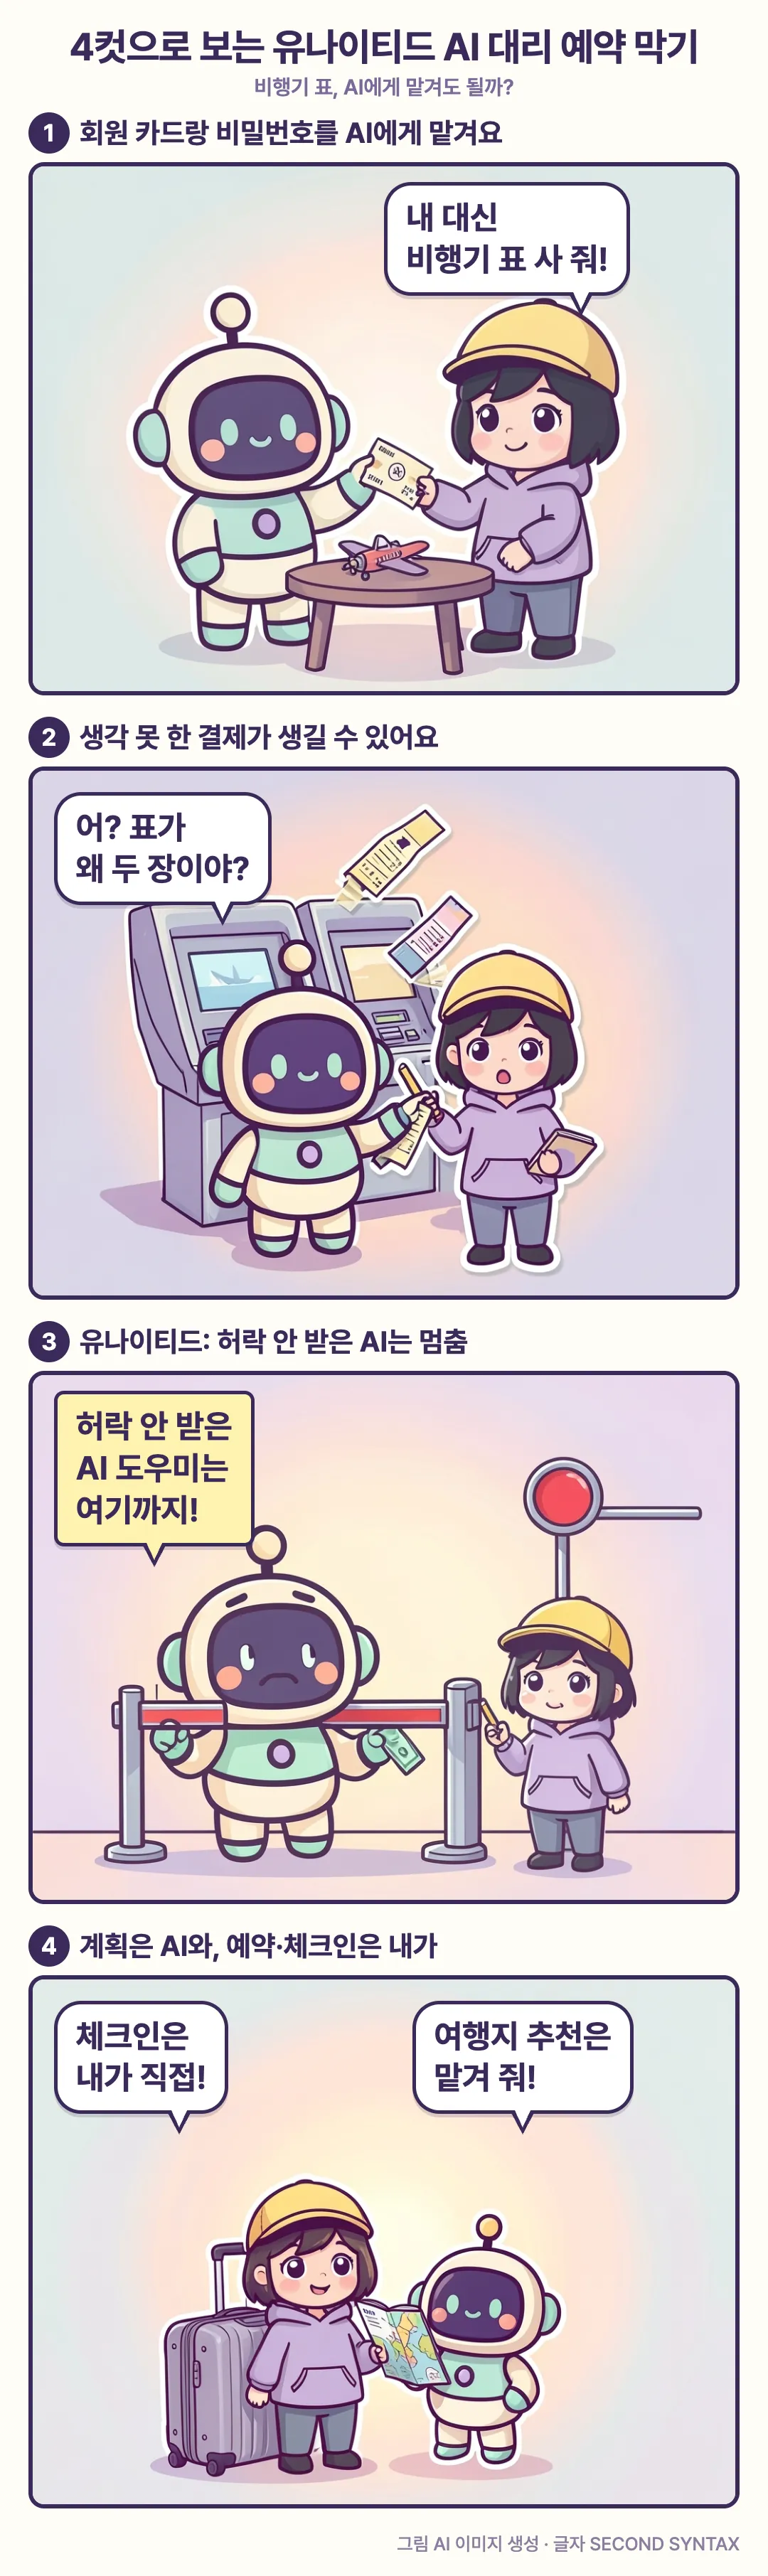 4컷으로 보는 유나이티드 AI 대리 예약 막기
비행기 표, AI에게 맡겨도 될까?
1 회원 카드랑 비밀번호를 AI에게 맡겨요
내 대신
비행기 표 사 줘!
2 생각 못 한 결제가 생길 수 있어요
어? 표가
왜 두 장이야?
3 유나이티드: 허락 안 받은 AI는 멈춤
허락 안 받은
AI 도우미는
여기까지!
4 계획은 AI와, 예약·체크인은 내가
체크인은
내가 직접!
여행지 추천은
맡겨 줘!
그림 AI 이미지 생성 · 글자 SECOND SYNTAX